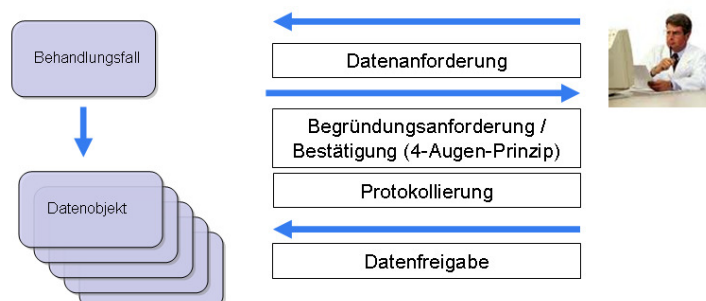 Behandlungsfall
Datenobjekt
Datenanforderung
Begründungsanforderung /
Bestätigung (4-Augen-Prinzip)
Protokollierung
Datenfreigabe